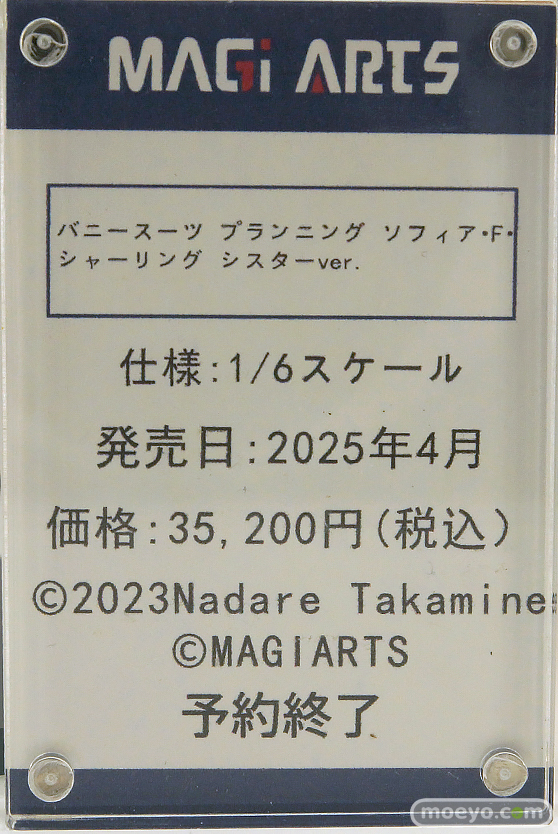 MAGi ARTS
バニースーツ プランニング ソフィア・F・
シャーリング シスターver.
仕様:1/6スケール
発売日:2025年4月
価格:35,200円(税込)
©2023Nadare Takamine
©MAGIARTS
予約終了
moeyo.com